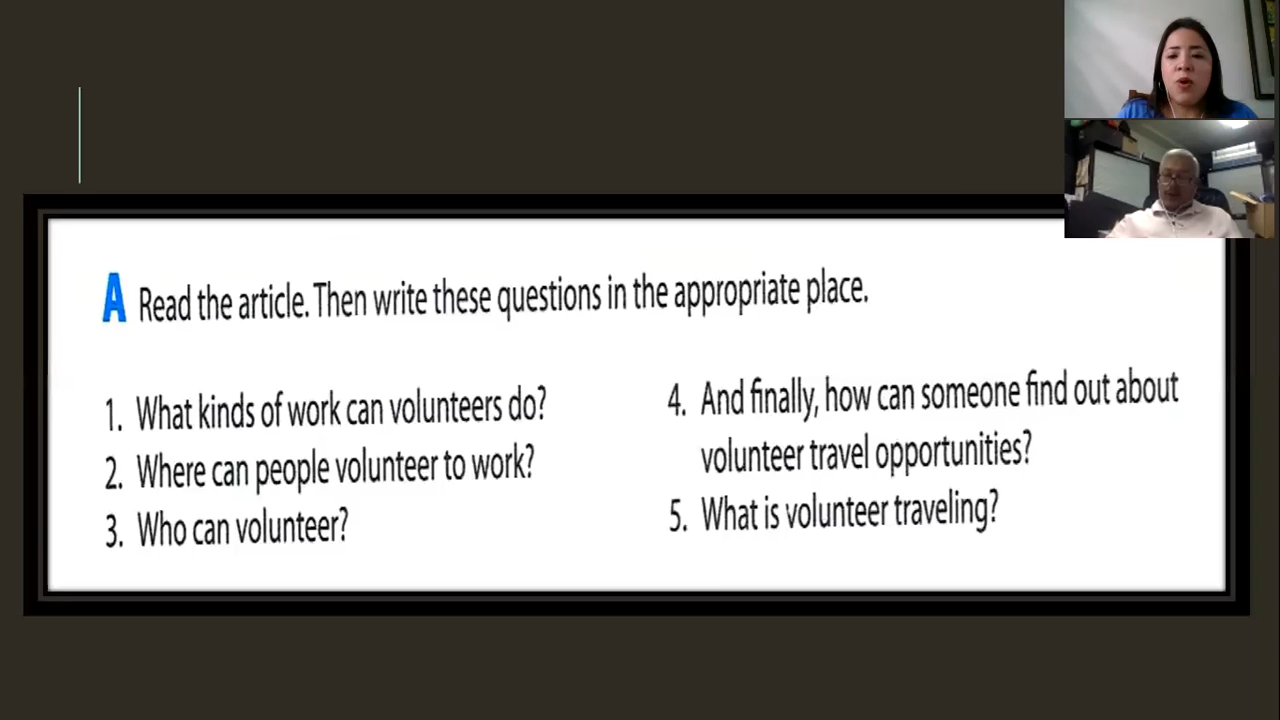 A Read the article. Then write these questions in the appropriate place.
1. What kinds of work can volunteers do?
2. Where can people volunteer to work?
3. Who can volunteer?
4. And finally, how can someone find out about
volunteer travel opportunities?
5. What is volunteer traveling?